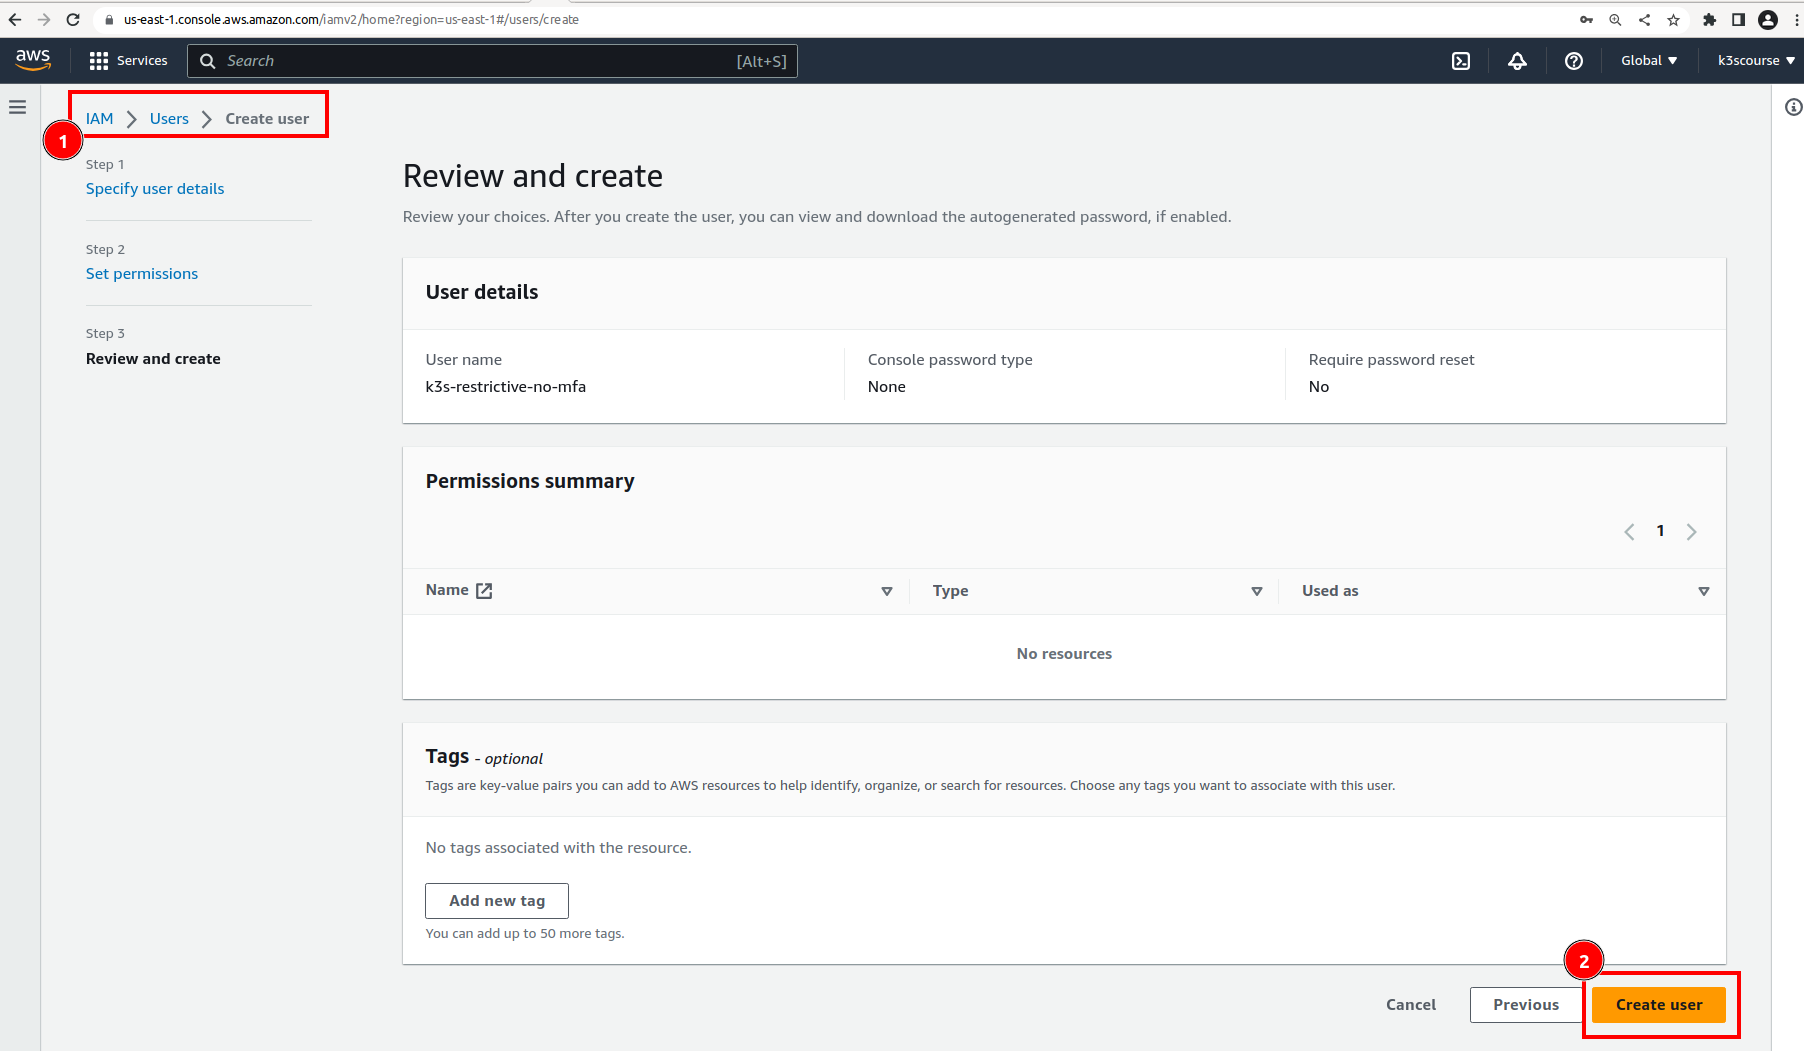 us-east-1.console.aws.amazon.com/iamv2/home?region=us-east-1#/users/create
aws Services Search [Alt+S] Global k3scourse
IAM Users Create user
1
Step 1
Specify user details
Step 2
Set permissions
Step 3
Review and create
Review and create
Review your choices. After you create the user, you can view and download the autogenerated password, if enabled.
User details
User name Console password type Require password reset
k3s-restrictive-no-mfa None No
Permissions summary
1
Name Type Used as
No resources
Tags - optional
Tags are key-value pairs you can add to AWS resources to help identify, organize, or search for resources. Choose any tags you want to associate with this user.
No tags associated with the resource.
Add new tag
You can add up to 50 more tags.
2
Cancel Previous Create user